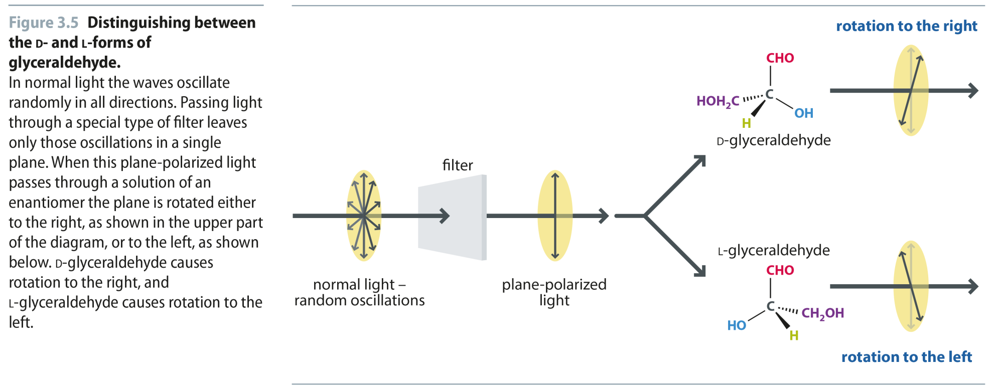 Figure 3.5 Distinguishing between
the D- and L-forms of
glyceraldehyde.
In normal light the waves oscillate
randomly in all directions. Passing light
through a special type of filter leaves
only those oscillations in a single
plane. When this plane-polarized light
passes through a solution of an
enantiomer the plane is rotated either
to the right, as shown in the upper part
of the diagram, or to the left, as shown
below. D-glyceraldehyde causes
rotation to the right, and
L-glyceraldehyde causes rotation to the
left.
normal light –
random oscillations
filter
plane-polarized
light
rotation to the right
CHO
HOH₂C
C
OH
H
D-glyceraldehyde
L-glyceraldehyde
CHO
C
CH₂OH
HO
H
rotation to the left